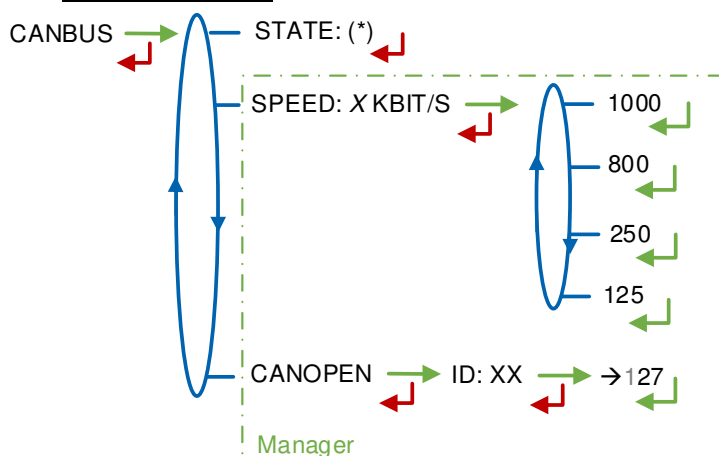 CANBUS
STATE: (*)
SPEED: X KBIT/S
1000
800
250
125
CANOPEN
ID: XX
→127
Manager